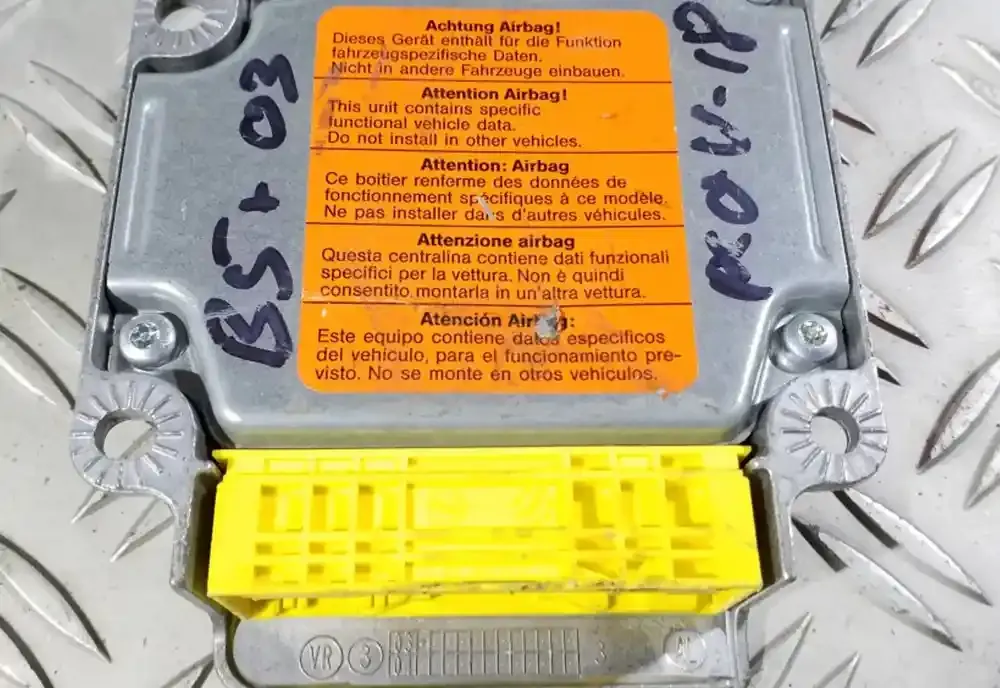 Achtung Airbag!
Dieses Gerät enthält für die Funktion
fahrzeugspezifische Daten.
Nicht in andere Fahrzeuge einbauen.
Attention Airbag!
This unit contains specific
functional vehicle data.
Do not install in other vehicles.
Attention: Airbag
Ce boitier renferme des données de
fonctionnement spécifiques à ce modèle.
Ne pas installer dans d'autres véhicules.
Attenzione airbag
Questa centralina contiene dati funzionali
specifici per la vettura. Non è quindi
consentito montarla in un'altra vettura.
Atención Airbag:
Este equipo contiene datos especificos
del vehículo, para el funcionamiento pre-
visto. No se monte en otros vehiculos.
B5+ 03
VR 3
3